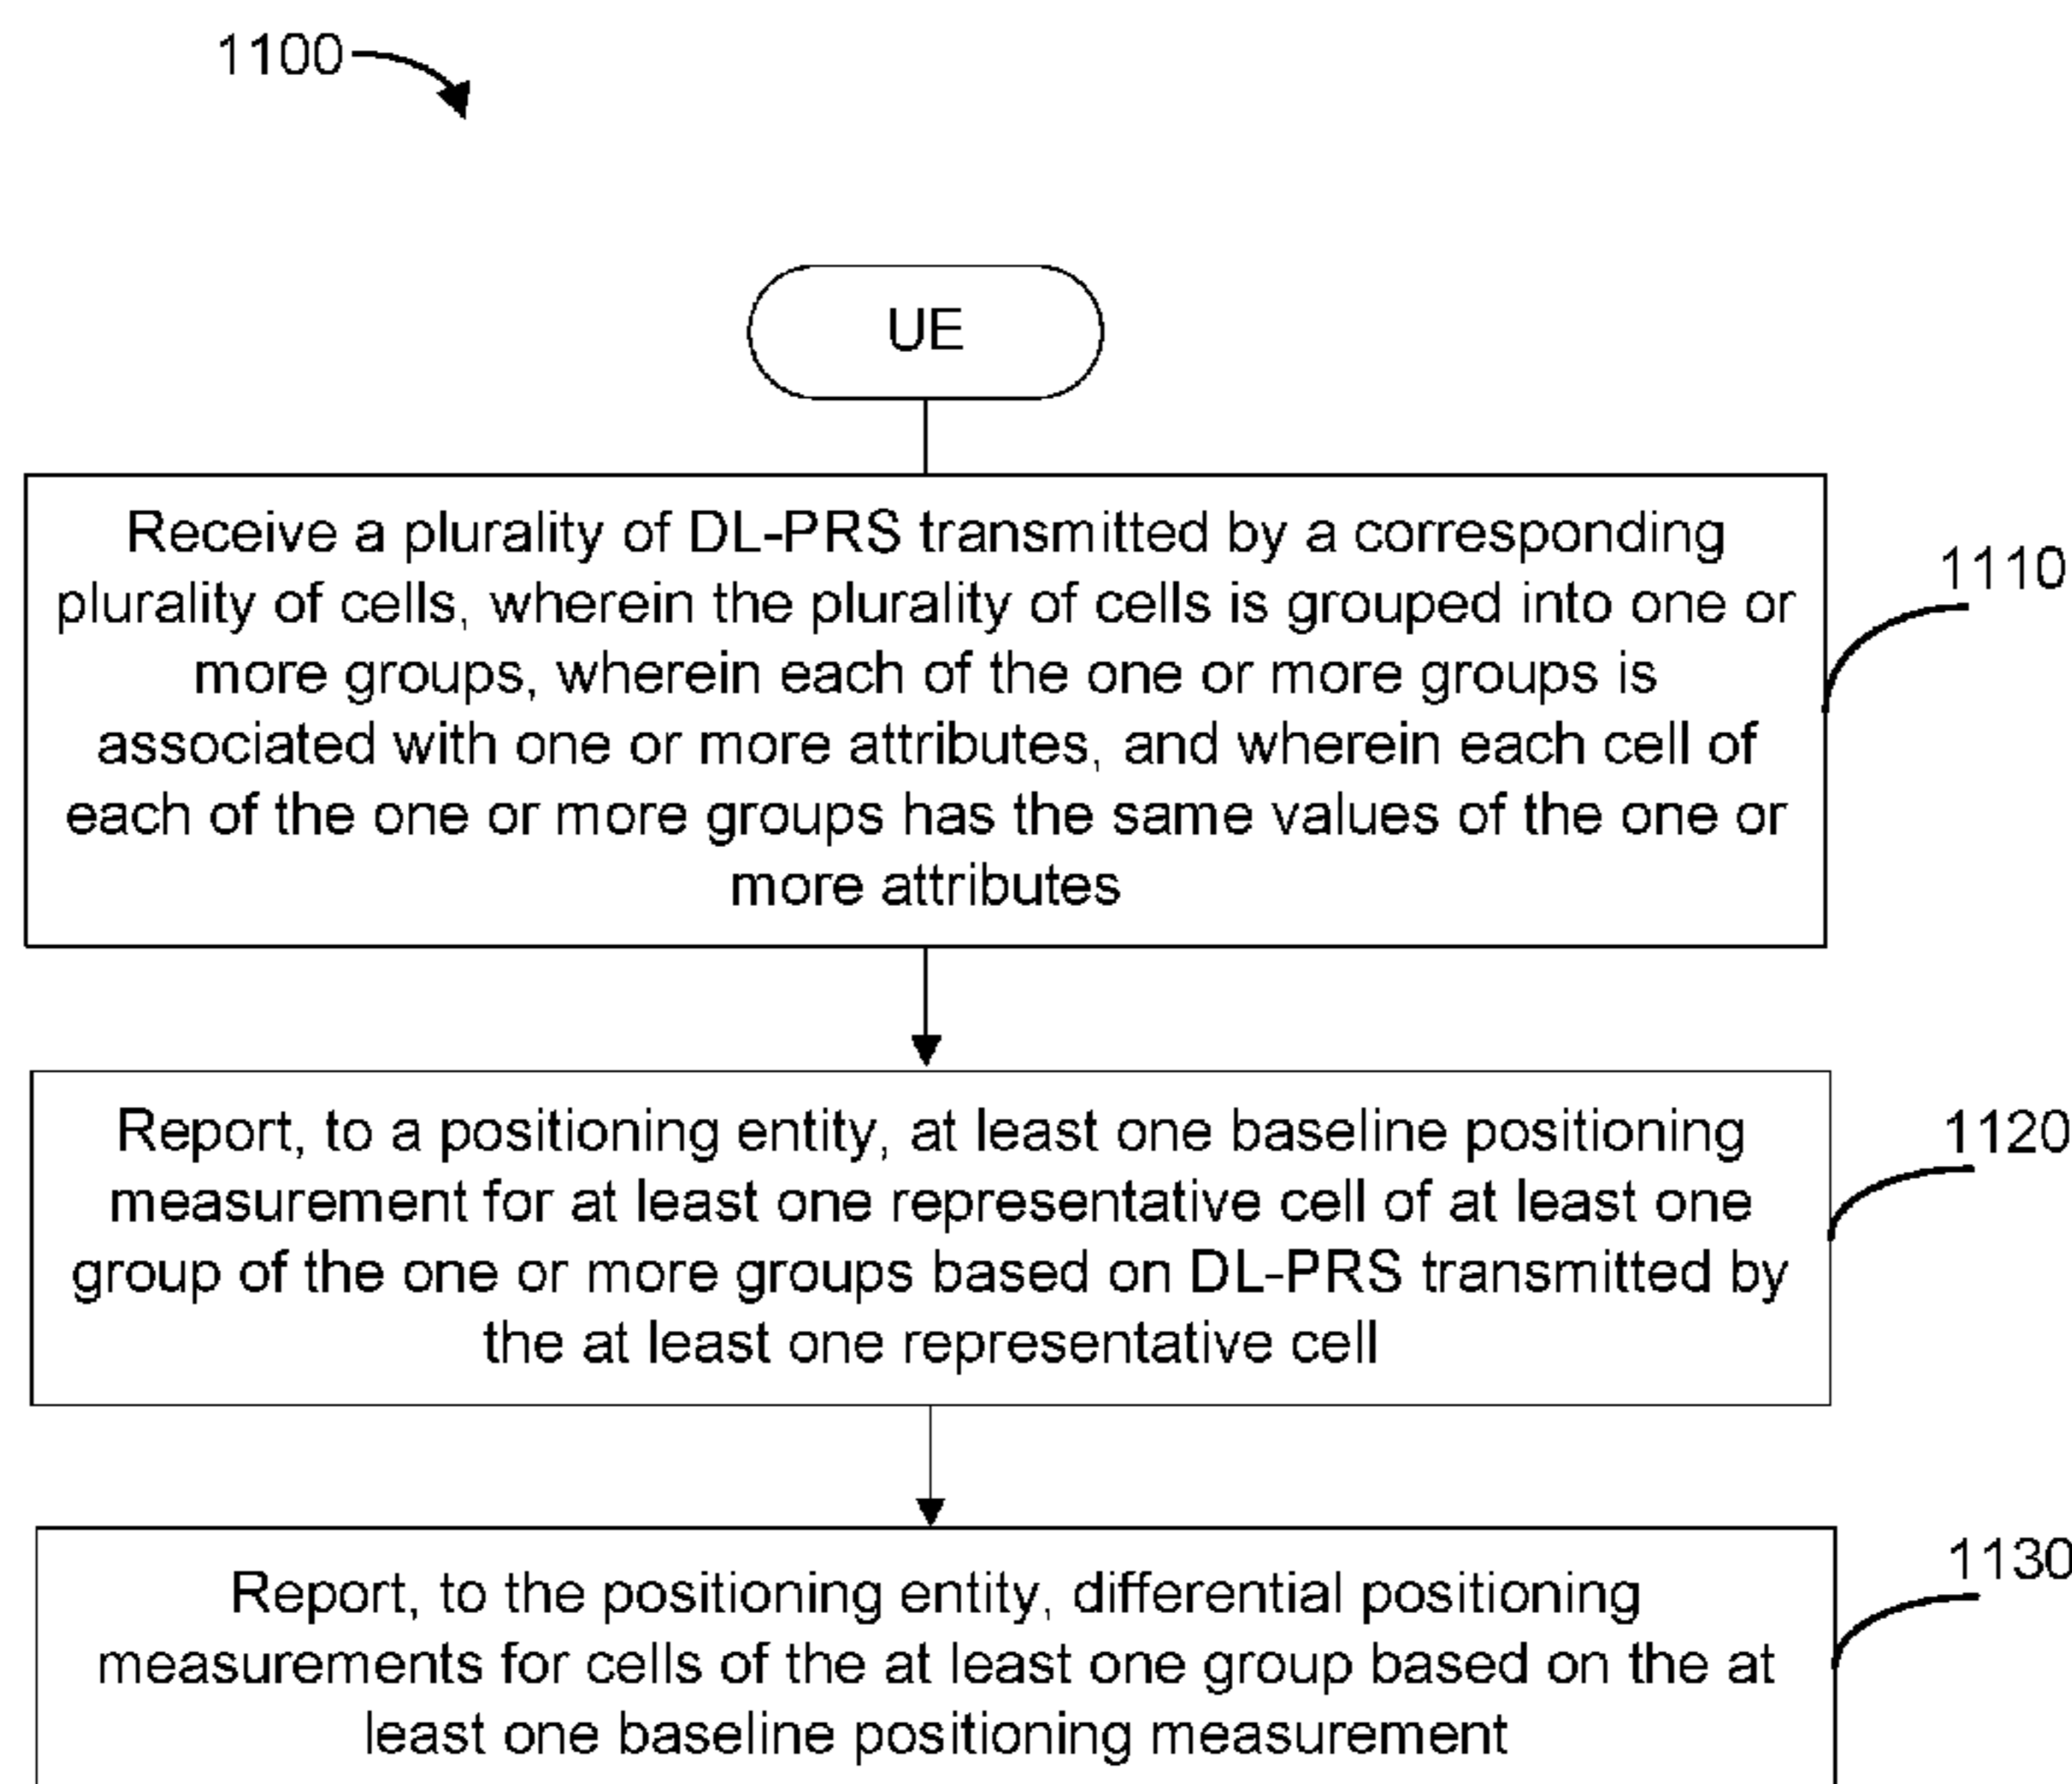 1100
UE
Receive a plurality of DL-PRS transmitted by a corresponding
plurality of cells, wherein the plurality of cells is grouped into one or
more groups, wherein each of the one or more groups is
associated with one or more attributes, and wherein each cell of
each of the one or more groups has the same values of the one or
more attributes
1110
Report, to a positioning entity, at least one baseline positioning
measurement for at least one representative cell of at least one
group of the one or more groups based on DL-PRS transmitted by
the at least one representative cell
1120
Report, to the positioning entity, differential positioning
measurements for cells of the at least one group based on the at
least one baseline positioning measurement
1130